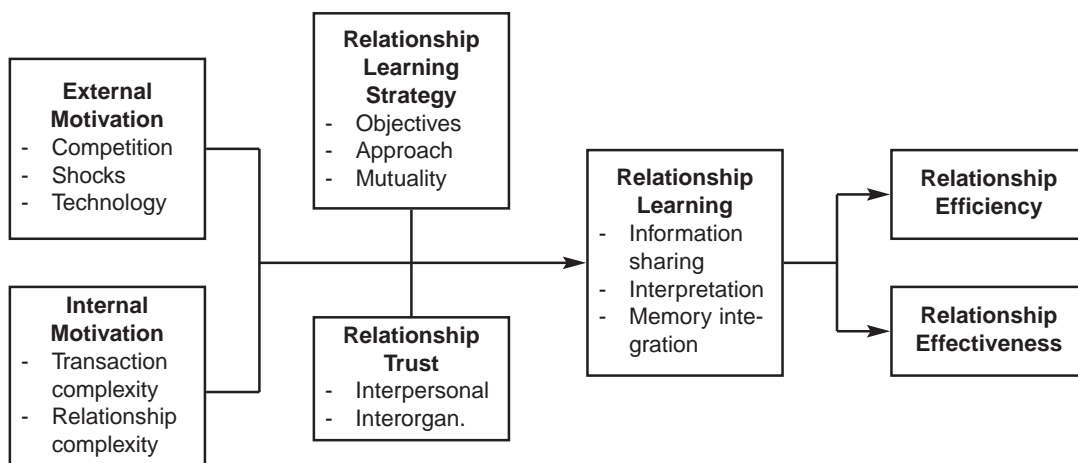 External
Motivation
- Competition
- Shocks
- Technology
Internal
Motivation
- Transaction
complexity
- Relationship
complexity
Relationship
Learning
Strategy
- Objectives
- Approach
- Mutuality
Relationship
Trust
- Interpersonal
- Interorgan.
Relationship
Learning
- Information
sharing
- Interpretation
- Memory inte-
gration
Relationship
Efficiency
Relationship
Effectiveness